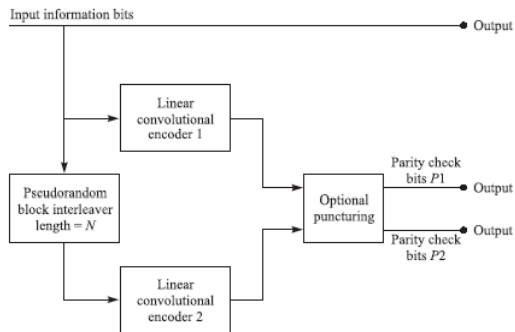 Input information bits
Output
Linear
convolutional
encoder 1
Pseudorandom
block interleaver
length = N
Optional
puncturing
Parity check
bits P1
Output
Output
Parity check
bits P2
Linear
convolutional
encoder 2